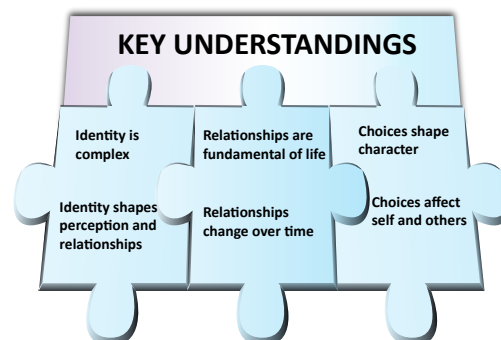 KEY UNDERSTANDINGS
Identity is
complex
Identity shapes
perception and
relationships
Relationships are
fundamental of life
Relationships
change over time
Choices shape
character
Choices affect
self and others